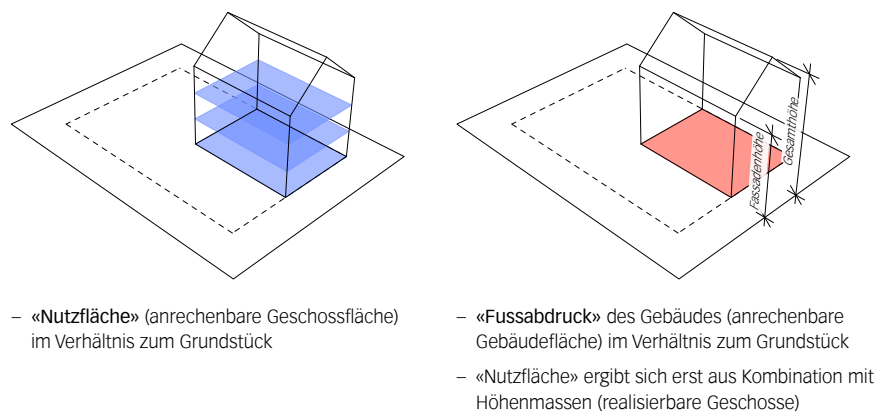 Fassadenhöhe
Gesamthöhe
– «Nutzfläche» (anrechenbare Geschossfläche)
im Verhältnis zum Grundstück
– «Fussabdruck» des Gebäudes (anrechenbare
Gebäudefläche) im Verhältnis zum Grundstück
– «Nutzfläche» ergibt sich erst aus Kombination mit
Höhenmassen (realisierbare Geschosse)